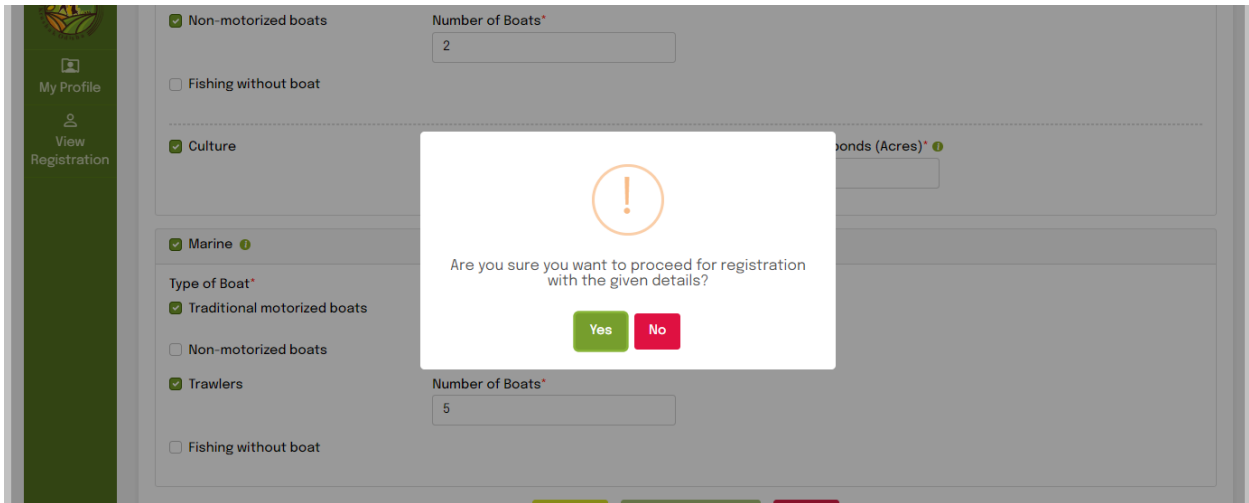 Non-motorized boats
Number of Boats*
2
My Profile
Fishing without boat
View
Registration
Culture
ponds (Acres)*
Marine
Are you sure you want to proceed for registration
with the given details?
Type of Boat*
Traditional motorized boats
Yes
No
Non-motorized boats
Trawlers
Number of Boats*
5
Fishing without boat